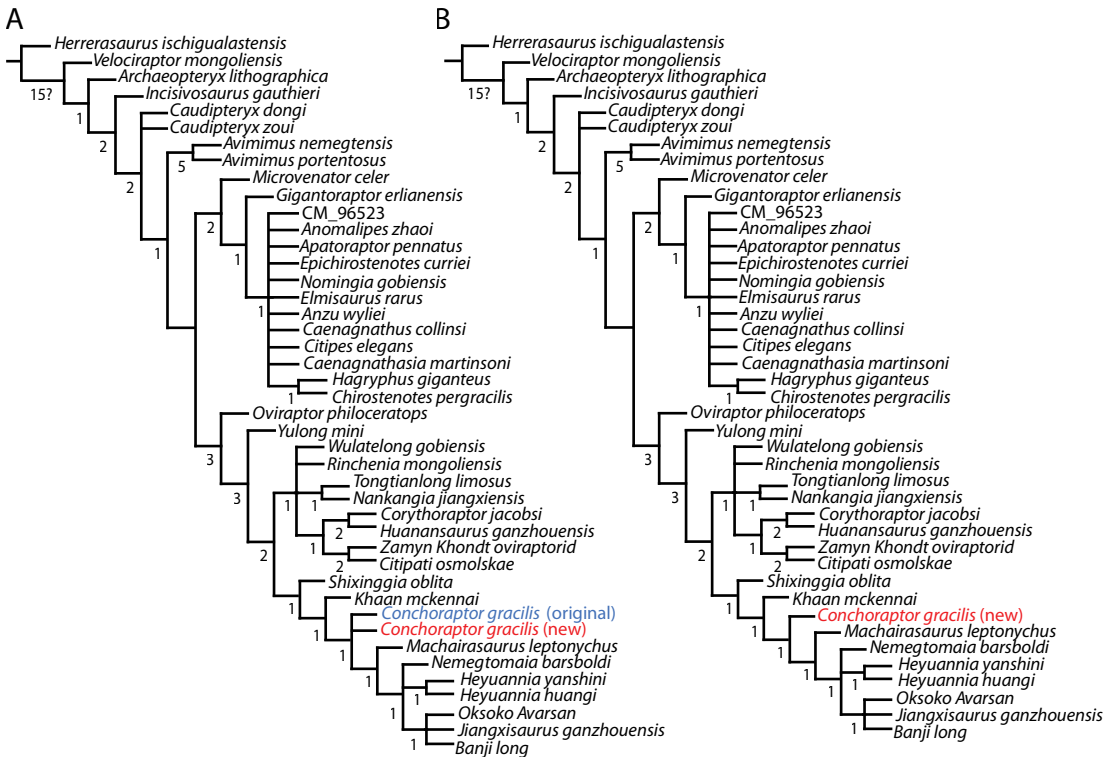 A
Herrerasaurus ischigualastensis
Velociraptor mongoliensis
Archaeopteryx lithographica
15?
Incisivosaurus gauthieri
1
Caudipteryx dongi
Caudipteryx zoui
2
Avimimus nemegtensis
Avimimus portentosus
5
2
Microvenator celer
Gigantoraptor erlianensis
CM_96523
2
Anomalipes zhaoi
1
Apatoraptor pennatus
1
Epichirostenotes curriei
Nomingia gobiensis
Elmisaurus rarus
1
Anzu wyliei
Caenagnathus collinsi
Citipes elegans
Caenagnathasia martinsoni
Hagryphus giganteus
1
Chirostenotes pergracilis
Oviraptor philoceratops
Yulong mini
3
Wulatelong gobiensis
Rinchenia mongoliensis
Tongtianlong limosus
3
1
1
Nankangia jiangxiensis
Corythoraptor jacobsi
2
Huanansaurus ganzhouensis
1
Zamyn Khondt oviraptorid
2
2
Citipati osmolskae
Shixinggia oblita
1
Khaan mckennai
Conchoraptor gracilis (original)
1
Conchoraptor gracilis (new)
Machairasaurus leptonychus
1
Nemegtomaia barsboldi
1
Heyuannia yanshini
1
Heyuannia huangi
Oksoko Avarsan
1
Jiangxisaurus ganzhouensis
1
Banji long
B
Herrerasaurus ischigualastensis
Velociraptor mongoliensis
Archaeopteryx lithographica
15?
Incisivosaurus gauthieri
1
Caudipteryx dongi
Caudipteryx zoui
2
Avimimus nemegtensis
Avimimus portentosus
5
2
Microvenator celer
Gigantoraptor erlianensis
CM_96523
2
Anomalipes zhaoi
1
Apatoraptor pennatus
1
Epichirostenotes curriei
Nomingia gobiensis
Elmisaurus rarus
1
Anzu wyliei
Caenagnathus collinsi
Citipes elegans
Caenagnathasia martinsoni
Hagryphus giganteus
1
Chirostenotes pergracilis
Oviraptor philoceratops
Yulong mini
3
Wulatelong gobiensis
Rinchenia mongoliensis
Tongtianlong limosus
3
1
1
Nankangia jiangxiensis
Corythoraptor jacobsi
2
Huanansaurus ganzhouensis
1
Zamyn Khondt oviraptorid
2
2
Citipati osmolskae
Shixinggia oblita
1
Khaan mckennai
Conchoraptor gracilis (new)
1
Machairasaurus leptonychus
1
Nemegtomaia barsboldi
1
Heyuannia yanshini
1
Heyuannia huangi
Oksoko Avarsan
Jiangxisaurus ganzhouensis
1
Banji long
1